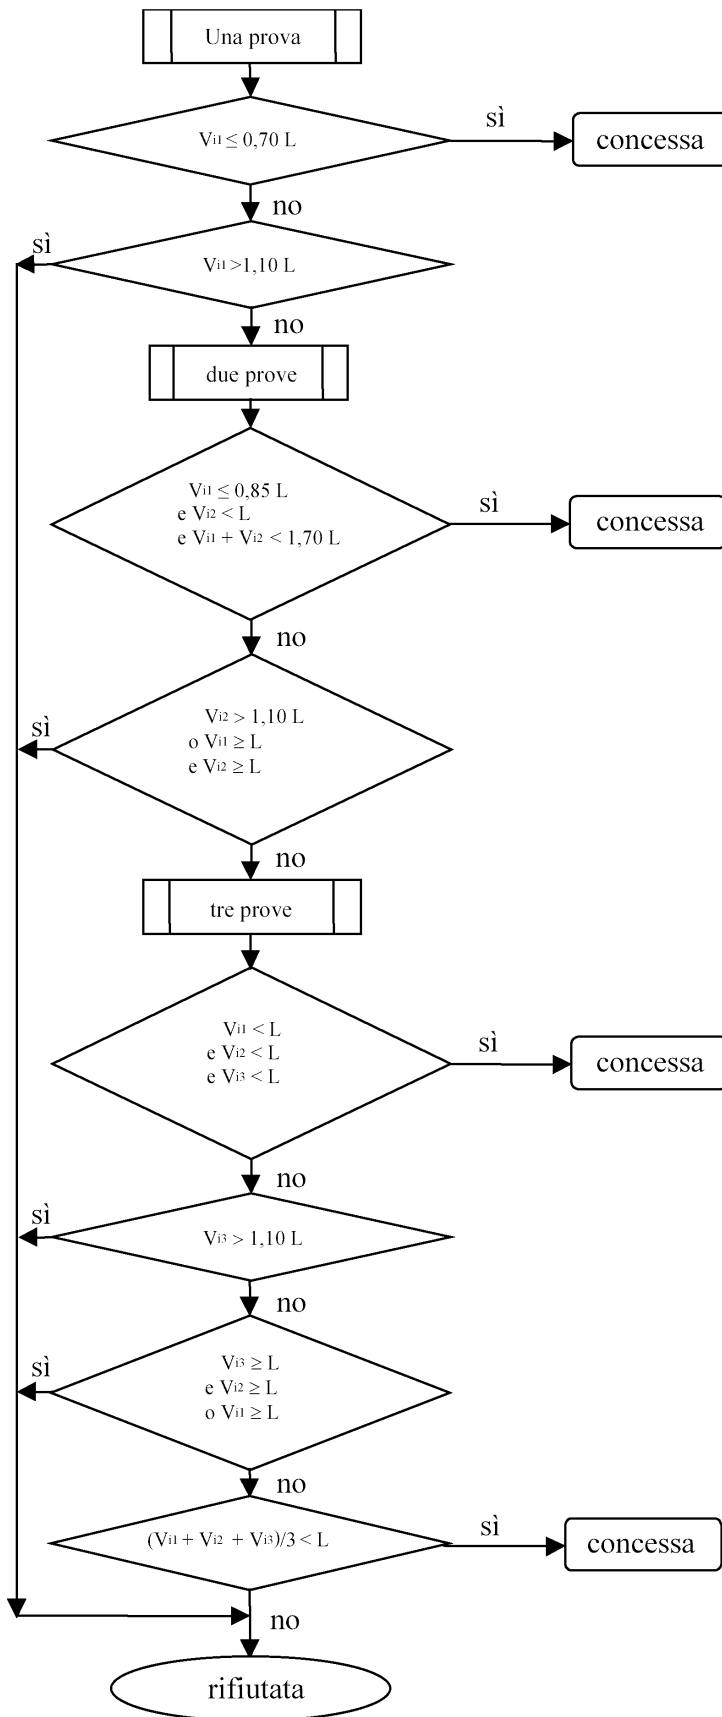 Una prova
Vi1 ≤ 0,70 L
sì
concessa
no
sì
Vi1 >1,10 L
no
due prove
Vi1 ≤ 0,85 L
e Vi2 < L
e Vi1 + Vi2 < 1,70 L
sì
concessa
no
sì
Vi2 > 1,10 L
o Vi1 ≥ L
e Vi2 ≥ L
no
tre prove
Vi1 < L
e Vi2 < L
e Vi3 < L
sì
concessa
no
sì
Vi3 > 1,10 L
no
sì
Vi3 ≥ L
e Vi2 ≥ L
o Vi1 ≥ L
no
(Vi1 + Vi2 + Vi3)/3 < L
sì
concessa
no
rifiutata